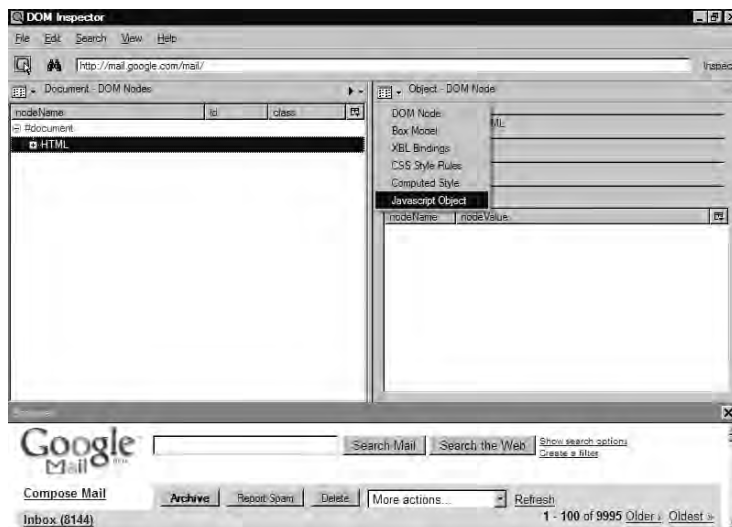 DOM Inspector
File Edit Search View Help
http://mail.google.com/mail/ Inspec
Document - DOM Nodes
Object - DOM Node
nodeName id class
#document
HTML
DOM Node
Box Model
XBL Bindings
CSS Style Rules
Computed Style
Javascript Object
ML
nodeName nodeValue
Google
Mail
Search Mail Search the Web Show search options
Create a filter
Compose Mail
Archive Report Spam Delete More actions... Refresh
Inbox (8144)
1 - 100 of 9995 Older › Oldest »